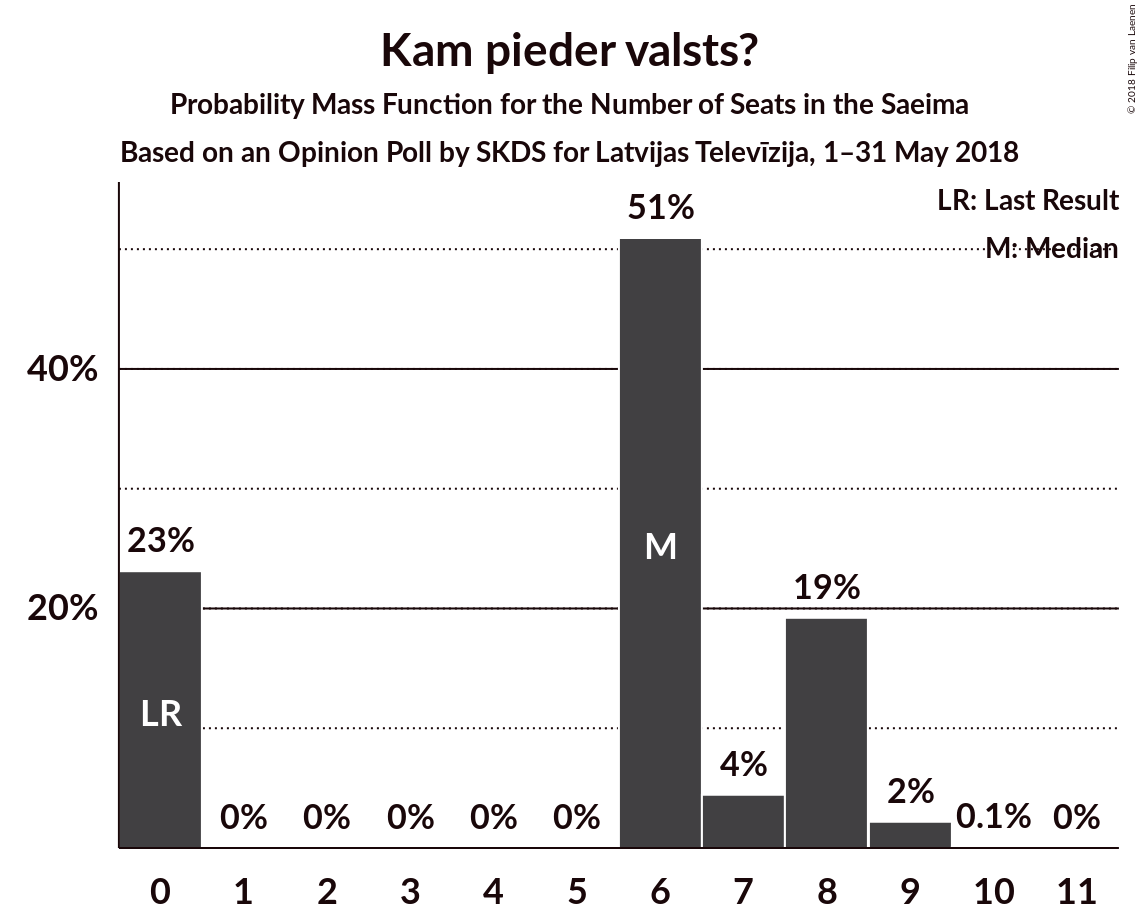 Kam pieder valsts?
Probability Mass Function for the Number of Seats in the Saeima
Based on an Opinion Poll by SKDS for Latvijas Televīzija, 1–31 May 2018
© 2018 Filip van Laenen
LR: Last Result
M: Median
51%
40%
23%
M
19%
20%
LR
4%
0% 0% 0% 0% 0% 2% 0.1% 0%
0 1 2 3 4 5 6 7 8 9 10 11